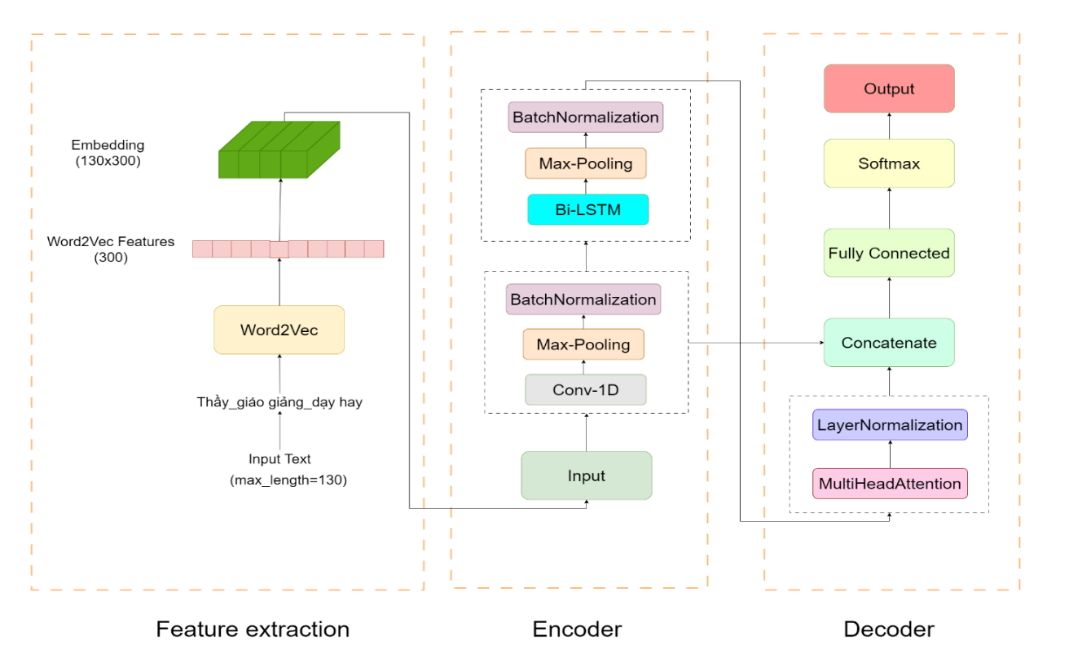 Embedding
(130x300)
Word2Vec Features
(300)
Word2Vec
Thầy_giáo giảng_dạy hay
Input Text
(max_length=130)
Feature extraction
BatchNormalization
Max-Pooling
Bi-LSTM
BatchNormalization
Max-Pooling
Conv-1D
Input
Encoder
Output
Softmax
Fully Connected
Concatenate
LayerNormalization
MultiHeadAttention
Decoder